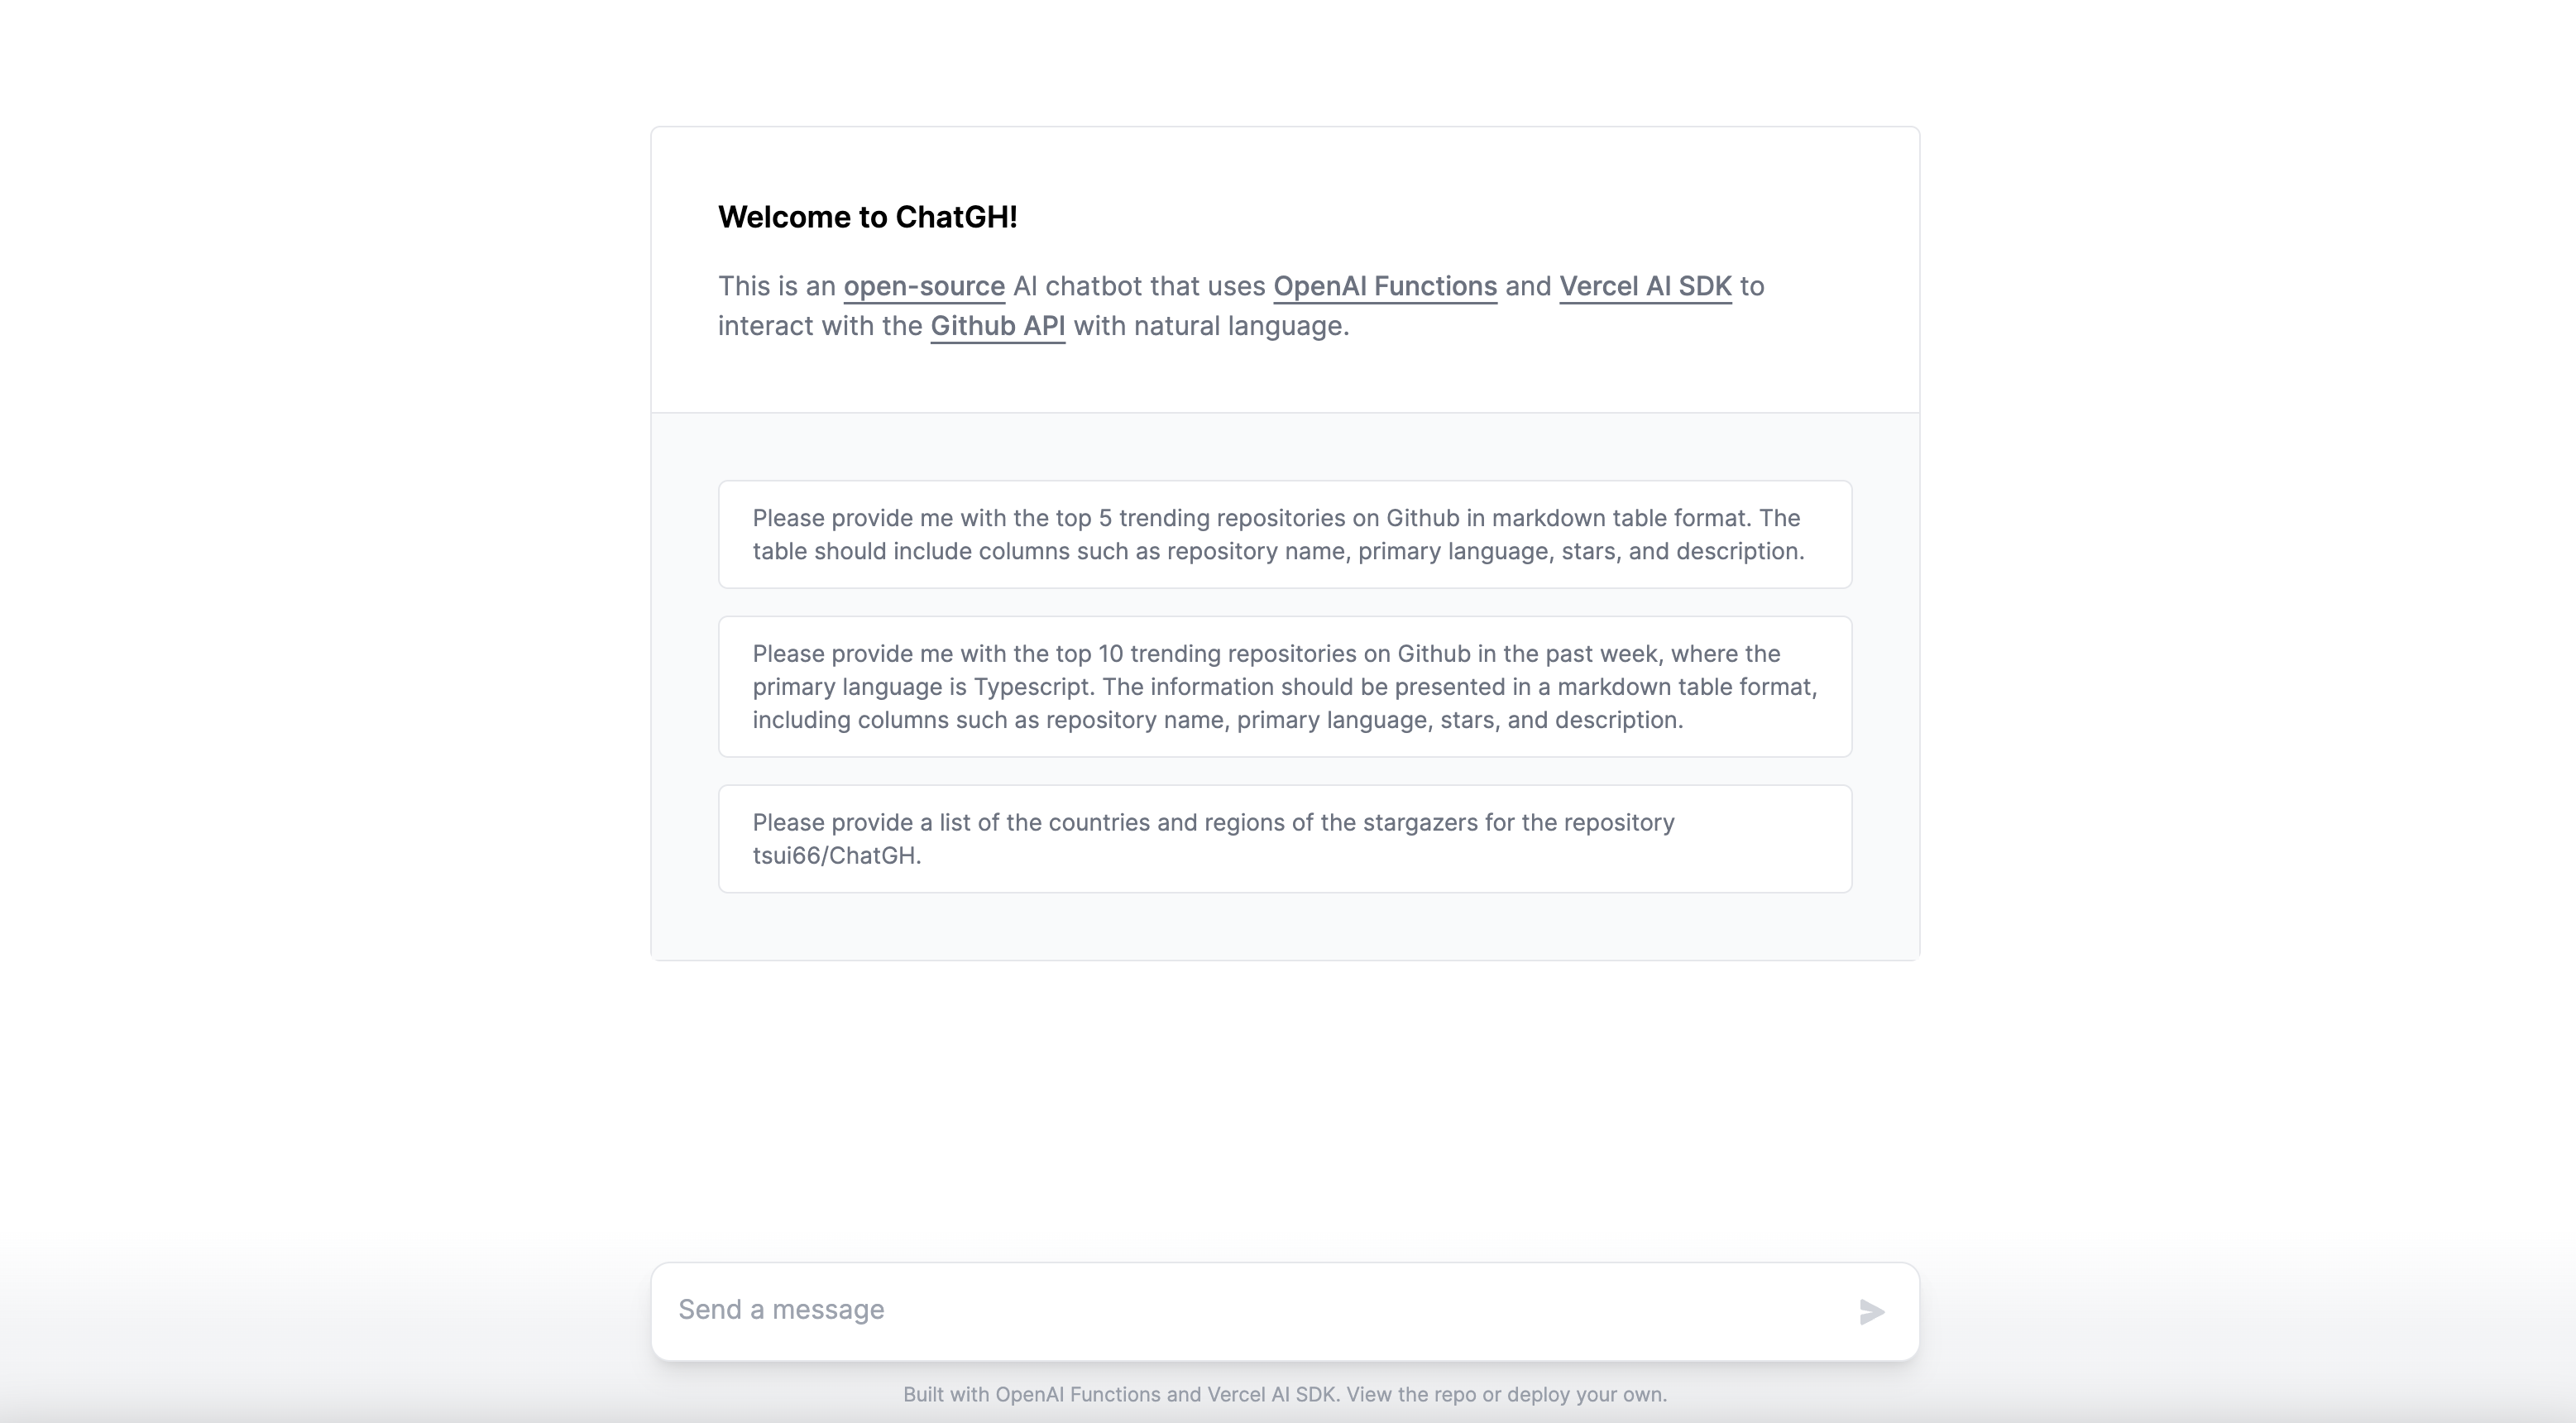 Welcome to ChatGH!
This is an open-source AI chatbot that uses OpenAI Functions and Vercel AI SDK to
interact with the Github API with natural language.
Please provide me with the top 5 trending repositories on Github in markdown table format. The
table should include columns such as repository name, primary language, stars, and description.
Please provide me with the top 10 trending repositories on Github in the past week, where the
primary language is Typescript. The information should be presented in a markdown table format,
including columns such as repository name, primary language, stars, and description.
Please provide a list of the countries and regions of the stargazers for the repository
tsui66/ChatGH.
Send a message
Built with OpenAI Functions and Vercel AI SDK. View the repo or deploy your own.